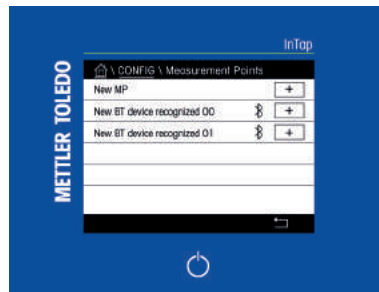 InTap
METTLER TOLEDO
\ CONFIG \ Measurement Points
New MP +
New BT device recognized 00 +
New BT device recognized 01 +